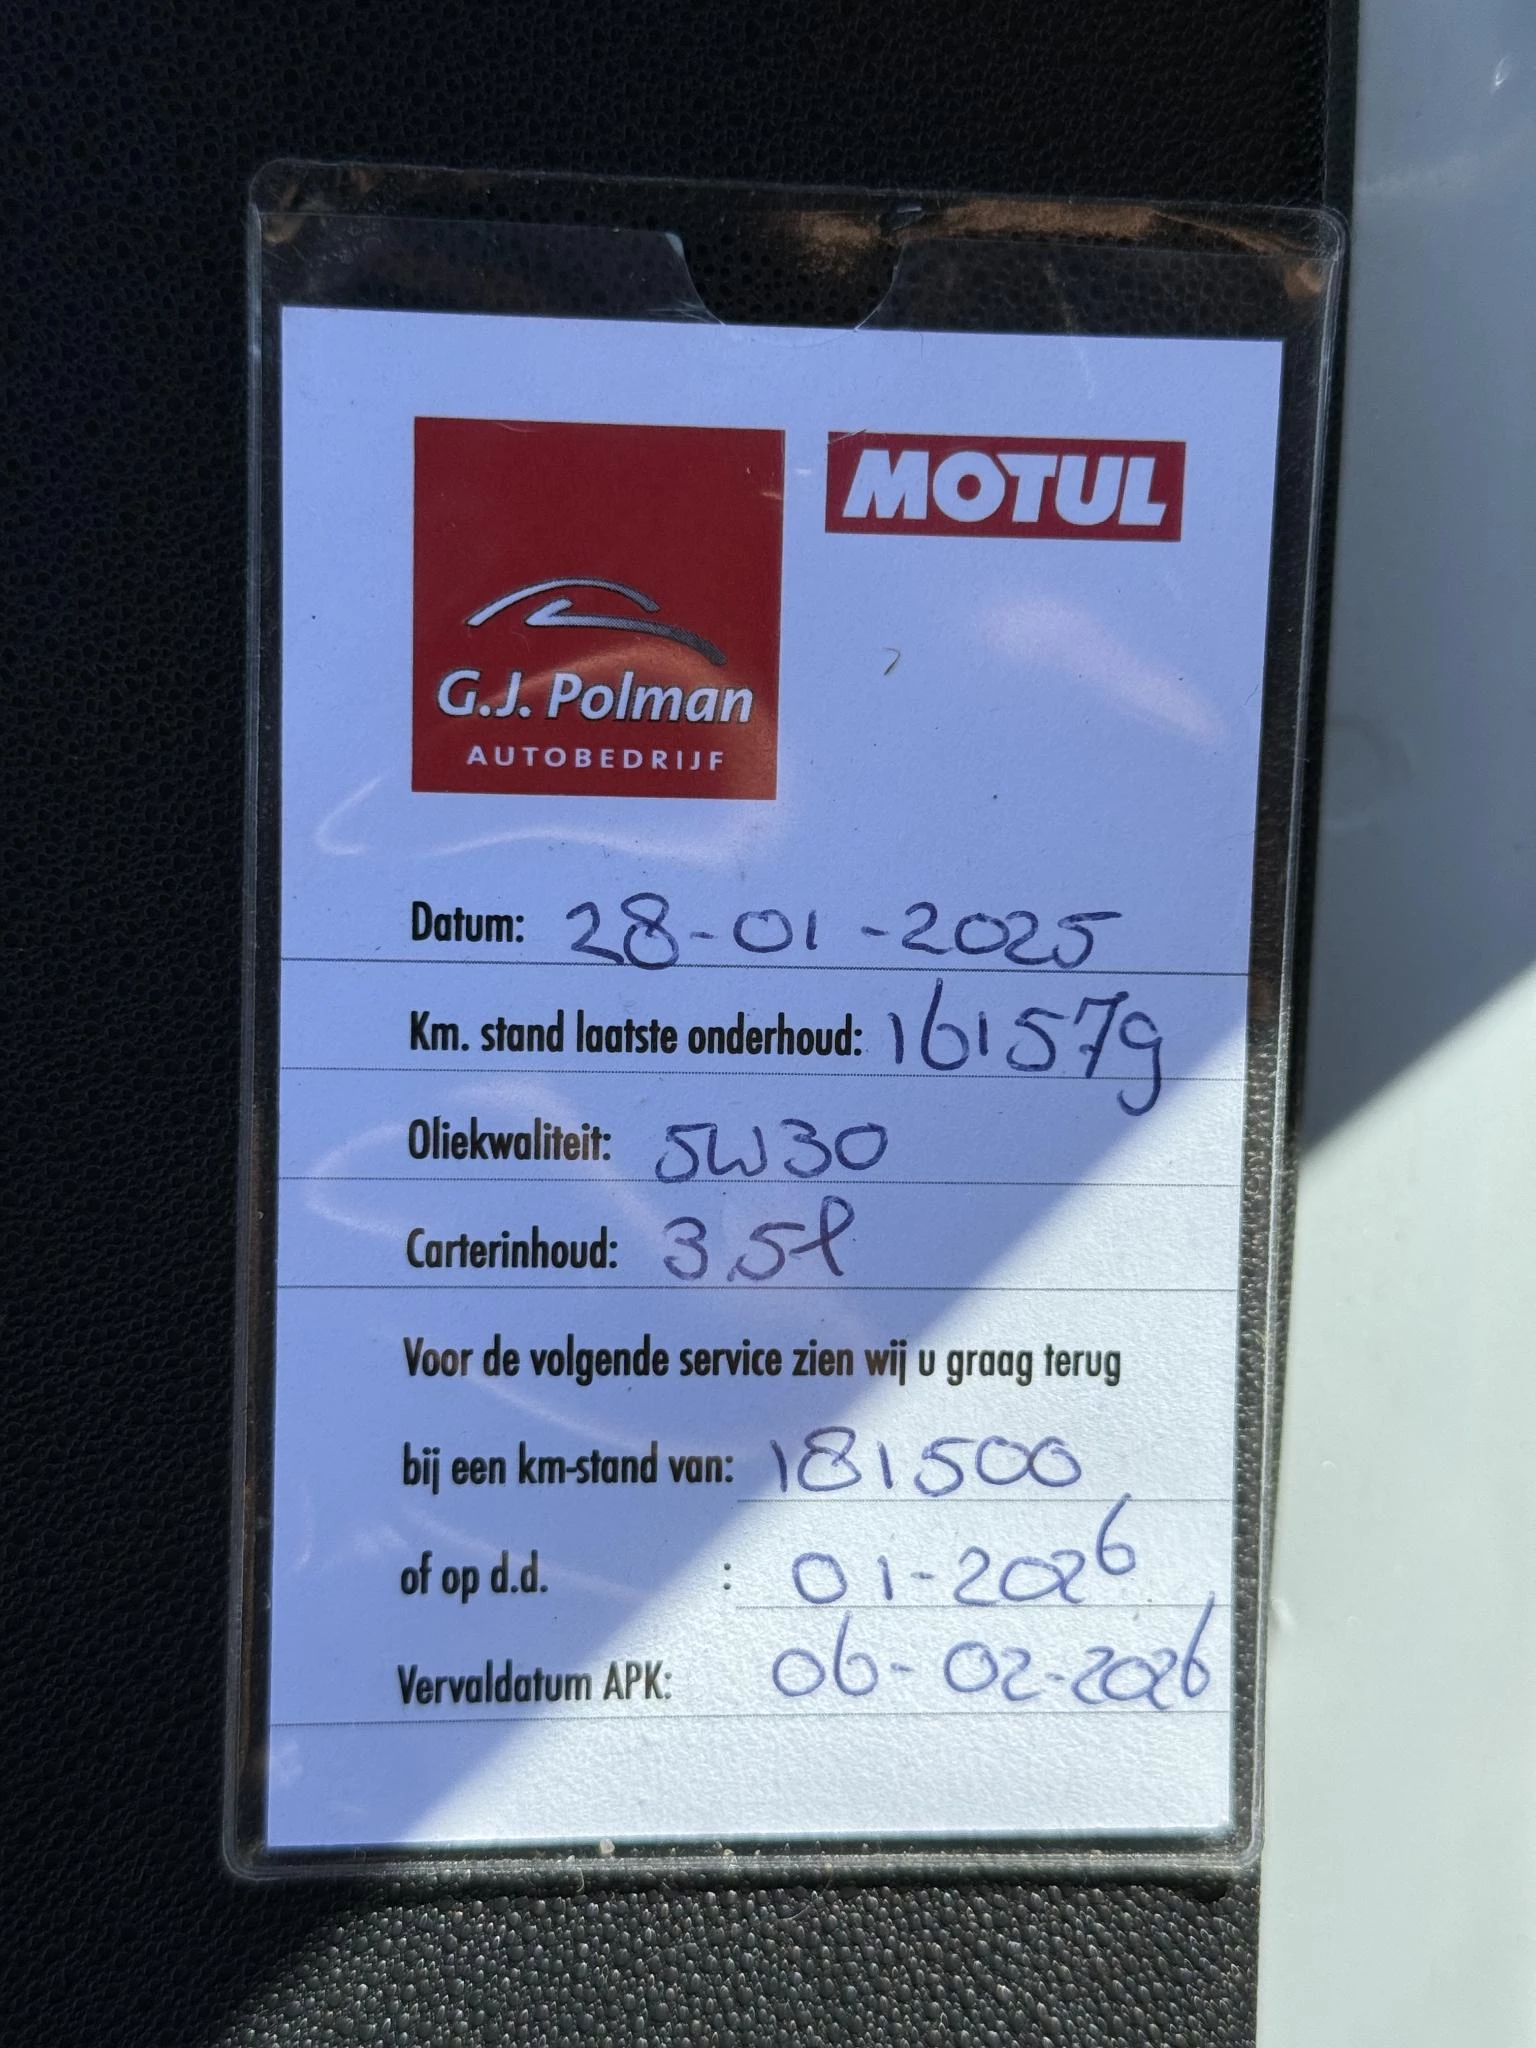 MOTUL
G.J. Polman
AUTOBEDRIJF
Datum: 28-01-2025
Km. stand laatste onderhoud: 161579
Oliekwaliteit: 5W30
Carterinhoud: 3,5l
Voor de volgende service zien wij u graag terug
bij een km-stand van: 181500
of op d.d. : 01-2026
Vervaldatum APK: 06-02-2026